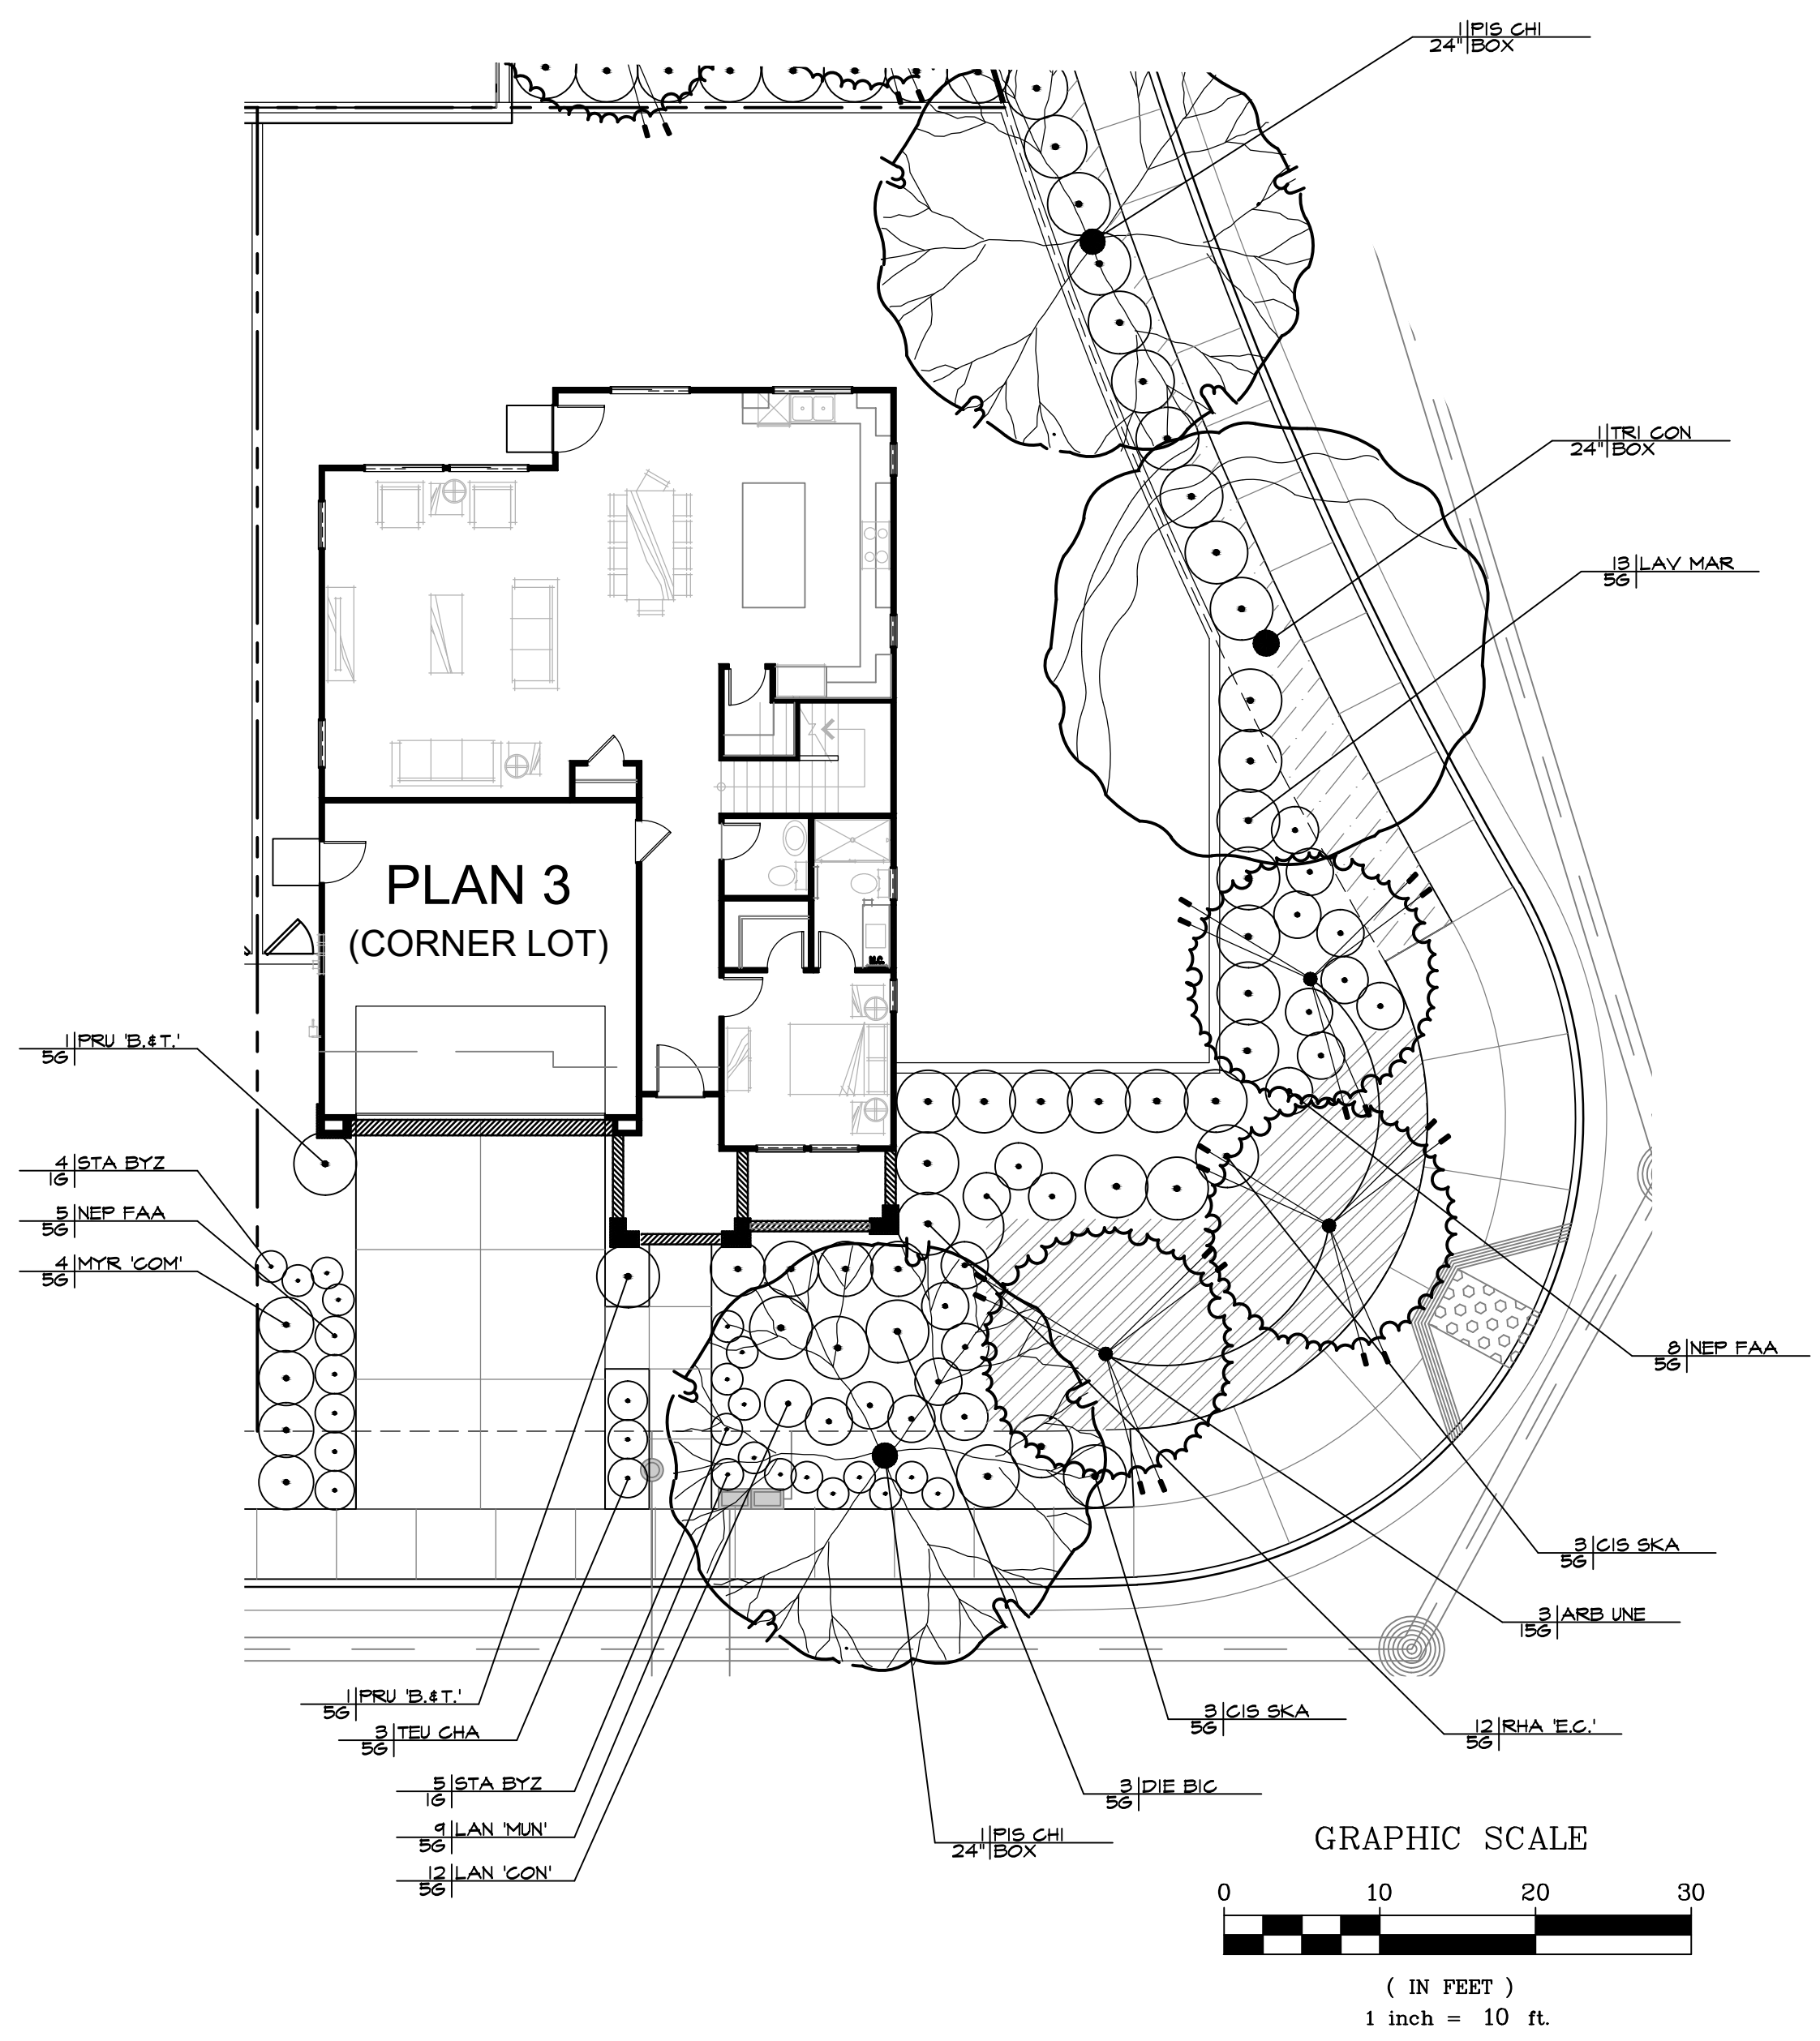 1 PIS CHI
24" BOX
1 TRI CON
24" BOX
13 LAV MAR
5G
PLAN 3
(CORNER LOT)
M.C.
1 PRU 'B.&T.'
5G
4 STA BYZ
1G
5 NEP FAA
5G
4 MYR 'COM'
5G
8 NEP FAA
5G
3 CIS SKA
5G
3 ARB UNE
15G
12 RHA 'E.C.'
5G
3 CIS SKA
5G
3 DIE BIC
5G
1 PIS CHI
24" BOX
1 PRU 'B.&T.'
5G
3 TEU CHA
5G
5 STA BYZ
1G
9 LAN 'MUN'
5G
12 LAN 'CON'
5G
GRAPHIC SCALE
0 10 20 30
( IN FEET )
1 inch = 10 ft.